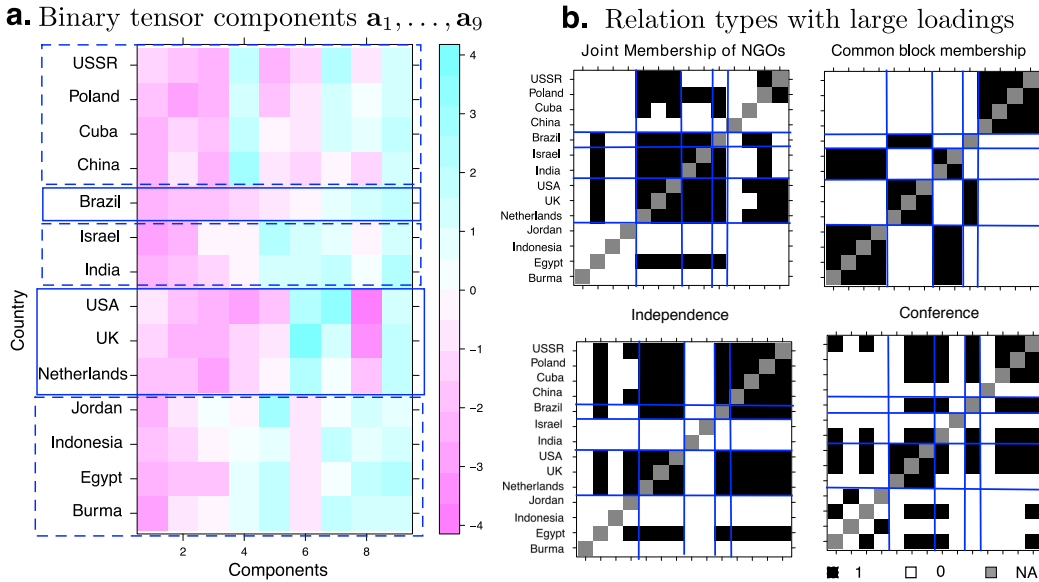 a. Binary tensor components a₁, . . . , a₉
USSR
Poland
Cuba
China
Brazil
Israel
India
USA
UK
Netherlands
Jordan
Indonesia
Egypt
Burma
Country
2
4
6
8
Components
4
3
2
1
0
−1
−2
−3
−4
b. Relation types with large loadings
Joint Membership of NGOs
USSR
Poland
Cuba
China
Brazil
Israel
India
USA
UK
Netherlands
Jordan
Indonesia
Egypt
Burma
Common block membership
Independence
USSR
Poland
Cuba
China
Brazil
Israel
India
USA
UK
Netherlands
Jordan
Indonesia
Egypt
Burma
Conference
1 0 NA